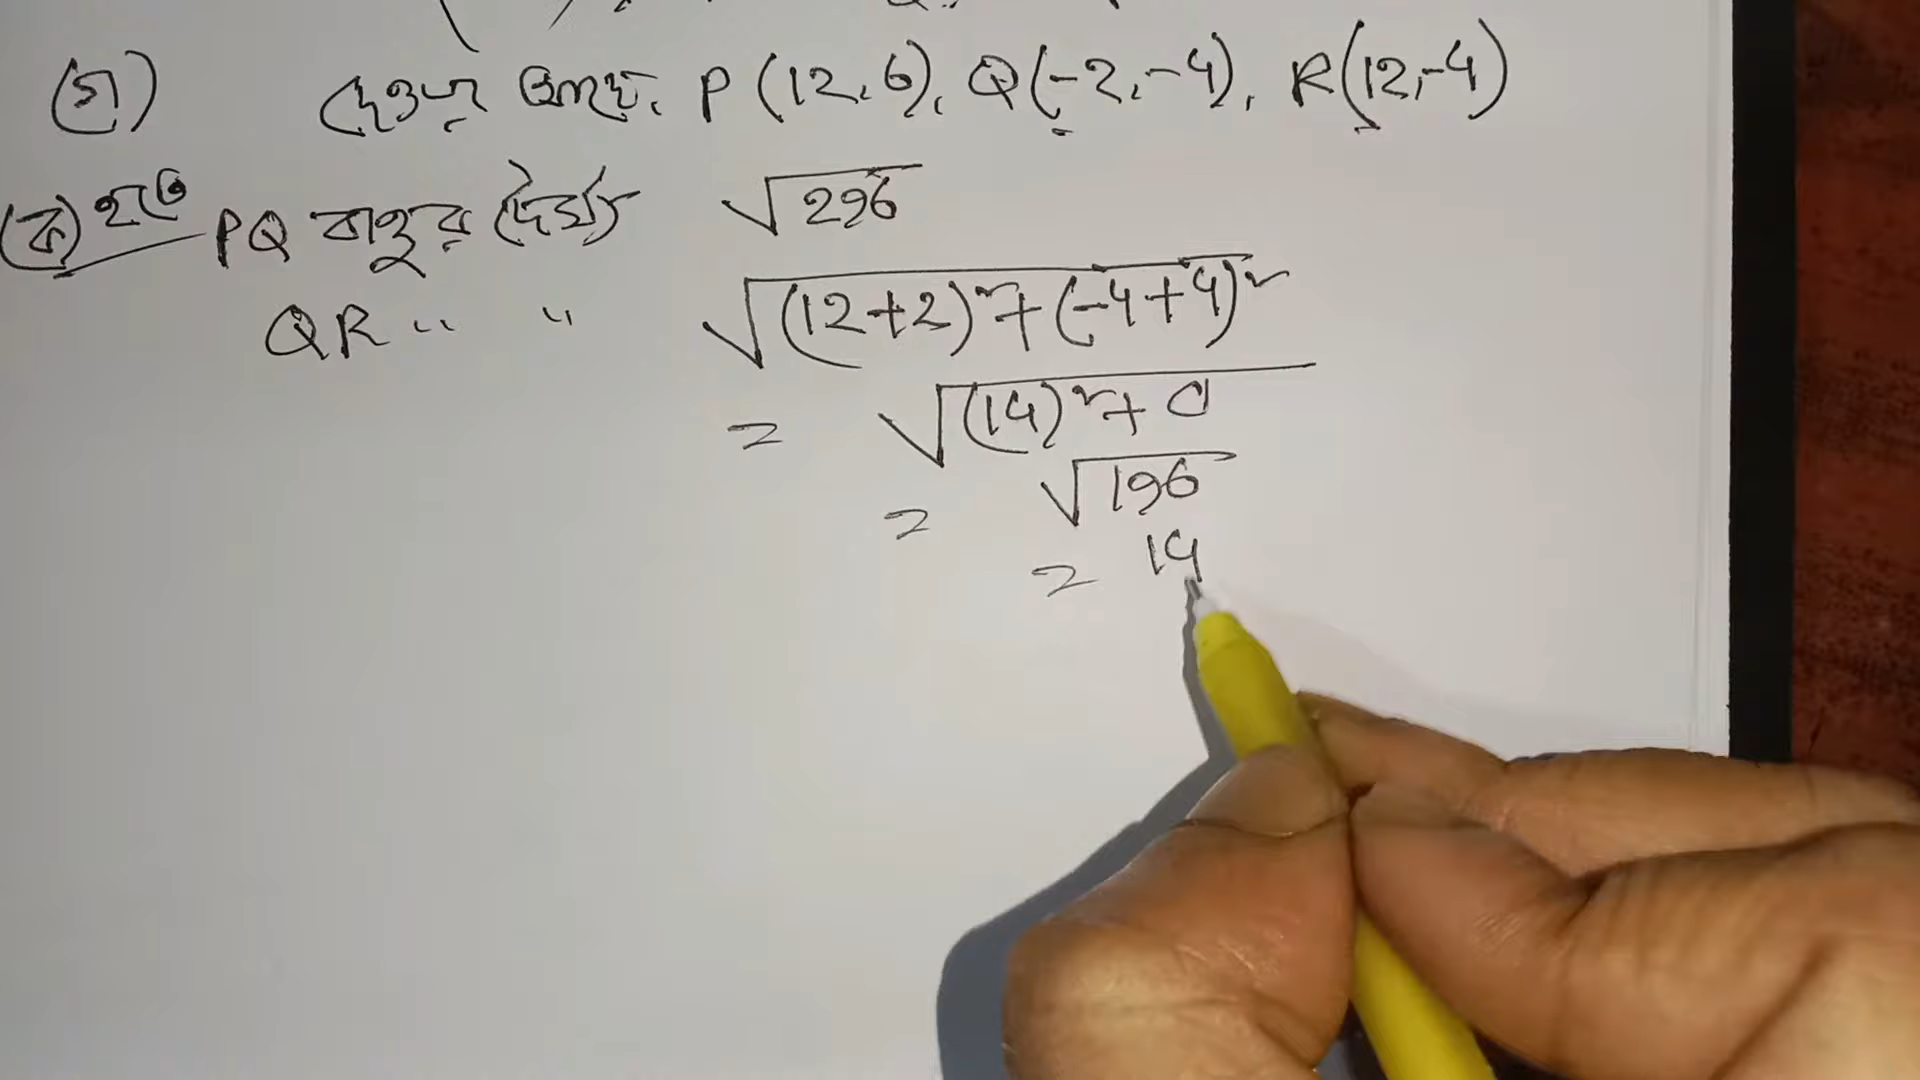 (গ) দেওয়া আছে, P(12,6), Q(-2,-4), R(12,-4)
(ক) হতে PQ বাহুর দৈর্ঘ্য √296
QR " " √(12+2)²+(-4+4)²
= √(14)²+0
= √196
= 14